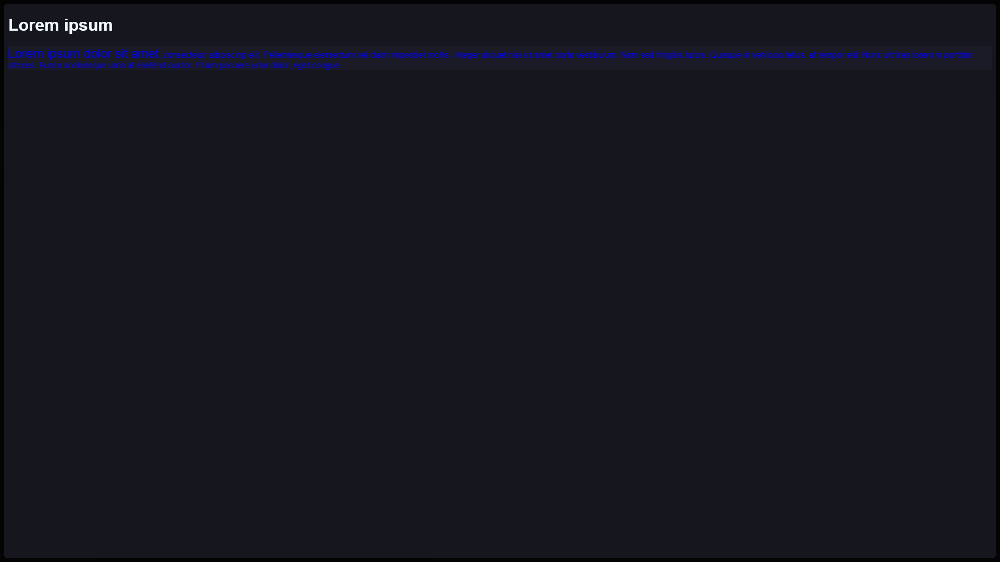 Lorem ipsum
Lorem ipsum dolor sit amet, consectetur adipiscing elit. Pellentesque elementum vel diam imperdiet mollis. Integer aliquet nisi sit amet porta vestibulum. Nam sed fringilla turpis. Quisque in vehicula tellus, at tempor elit. Nunc ultrices lorem in porttitor
ultrices. Fusce scelerisque urna at eleifend auctor. Etiam posuere urna dolor, eget congue.